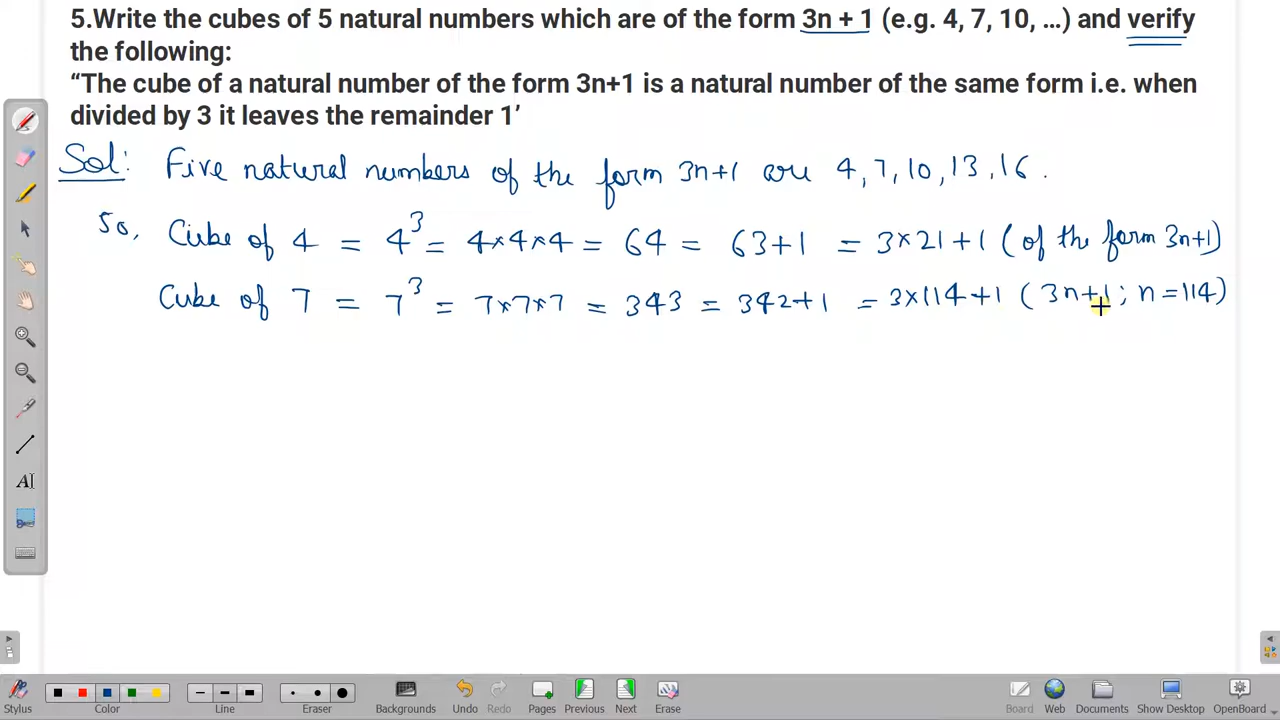 5.Write the cubes of 5 natural numbers which are of the form 3n + 1 (e.g. 4, 7, 10, ...) and verify
the following:
“The cube of a natural number of the form 3n+1 is a natural number of the same form i.e. when
divided by 3 it leaves the remainder 1’
Sol: Five natural numbers of the form 3n+1 are 4, 7, 10, 13, 16.
So, Cube of 4 = 4³ = 4×4×4 = 64 = 63+1 = 3×21+1 (of the form 3n+1)
Cube of 7 = 7³ = 7×7×7 = 343 = 342+1 = 3×114+1 (3n+1; n=114)
AI
Stylus Color Line Eraser Backgrounds Undo Redo Pages Previous Next Erase Board Web Documents Show Desktop OpenBoard